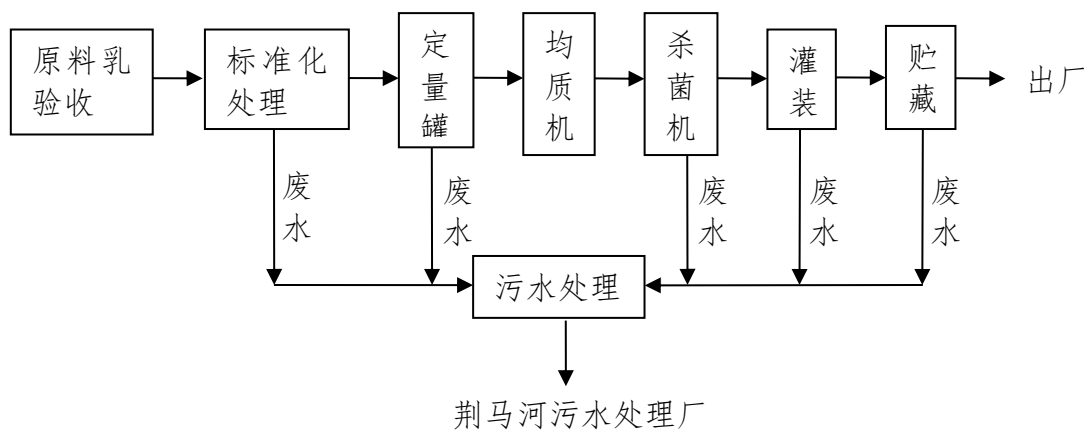 原料乳
验收
标准化
处理
定
量
罐
均
质
机
杀
菌
机
灌
装
贮
藏
出厂
废
水
废
水
废
水
废
水
废
水
污水处理
荆马河污水处理厂